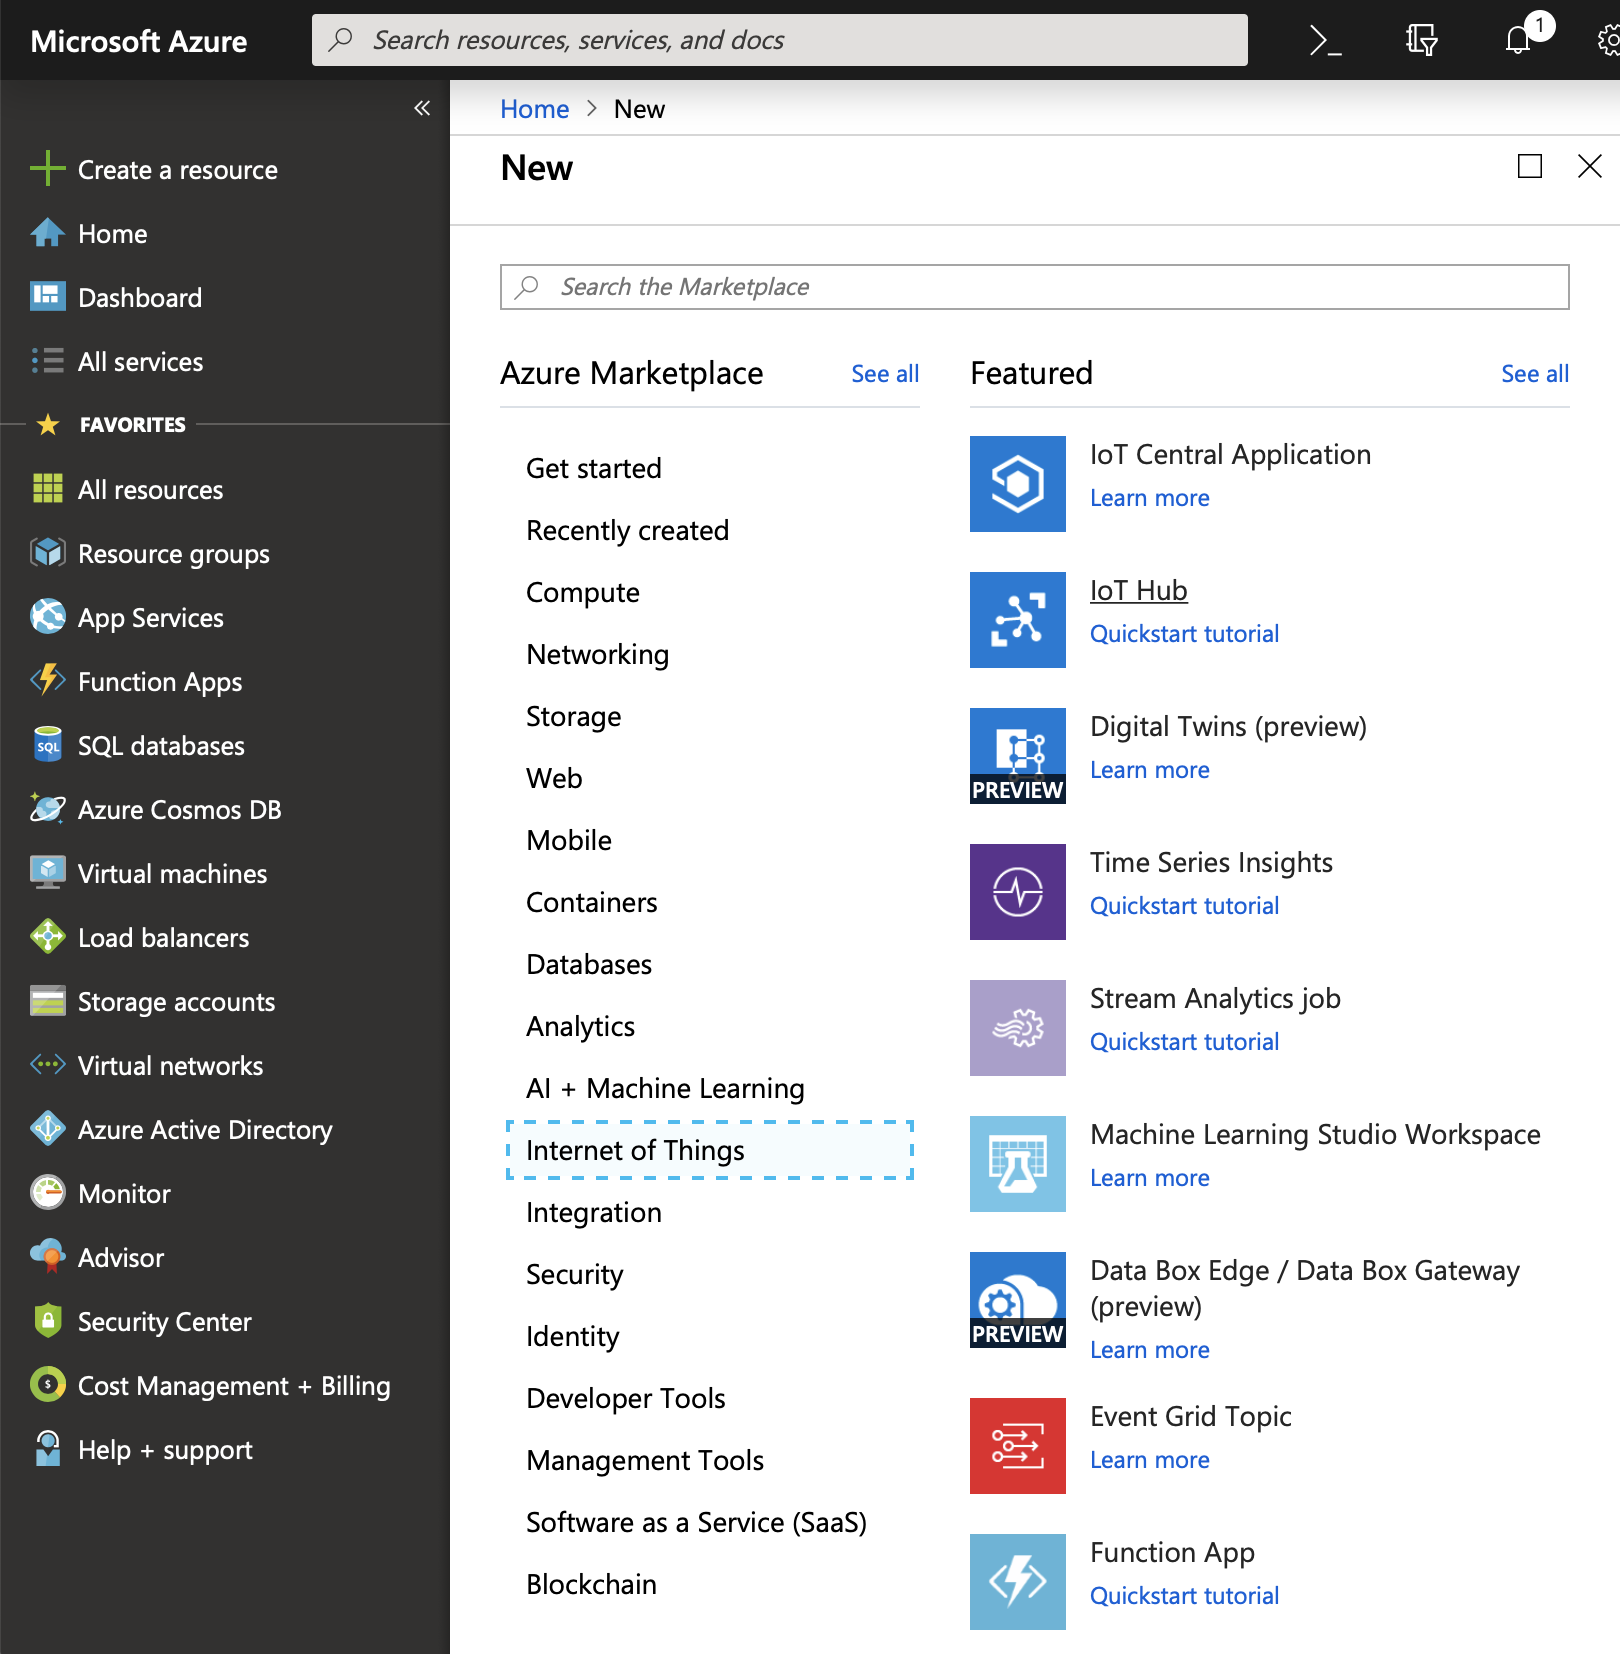 Microsoft Azure
Search resources, services, and docs
1
«
Create a resource
Home
Dashboard
All services
FAVORITES
All resources
Resource groups
App Services
Function Apps
SQL
SQL databases
Azure Cosmos DB
Virtual machines
Load balancers
Storage accounts
Virtual networks
Azure Active Directory
Monitor
Advisor
Security Center
$
Cost Management + Billing
Help + support
Home > New
New
Search the Marketplace
Azure Marketplace
See all
Get started
Recently created
Compute
Networking
Storage
Web
Mobile
Containers
Databases
Analytics
AI + Machine Learning
Internet of Things
Integration
Security
Identity
Developer Tools
Management Tools
Software as a Service (SaaS)
Blockchain
Featured
See all
IoT Central Application
Learn more
IoT Hub
Quickstart tutorial
PREVIEW
Digital Twins (preview)
Learn more
Time Series Insights
Quickstart tutorial
Stream Analytics job
Quickstart tutorial
Machine Learning Studio Workspace
Learn more
PREVIEW
Data Box Edge / Data Box Gateway
(preview)
Learn more
Event Grid Topic
Learn more
Function App
Quickstart tutorial